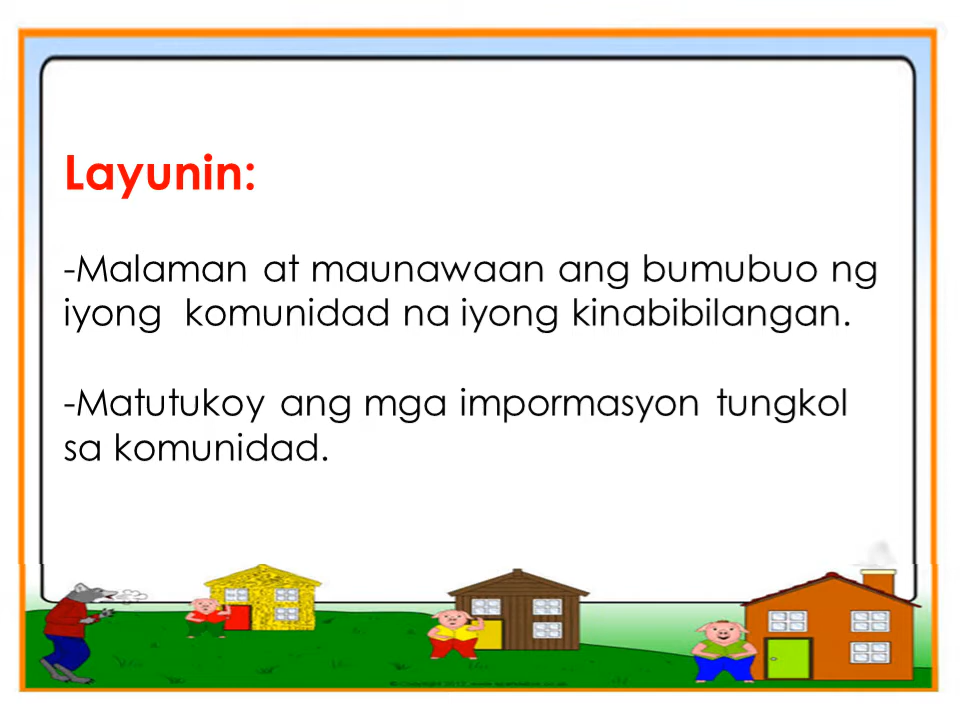 Layunin:
-Malaman at maunawaan ang bumubuo ng
iyong komunidad na iyong kinabibilangan.
-Matutukoy ang mga impormasyon tungkol
sa komunidad.